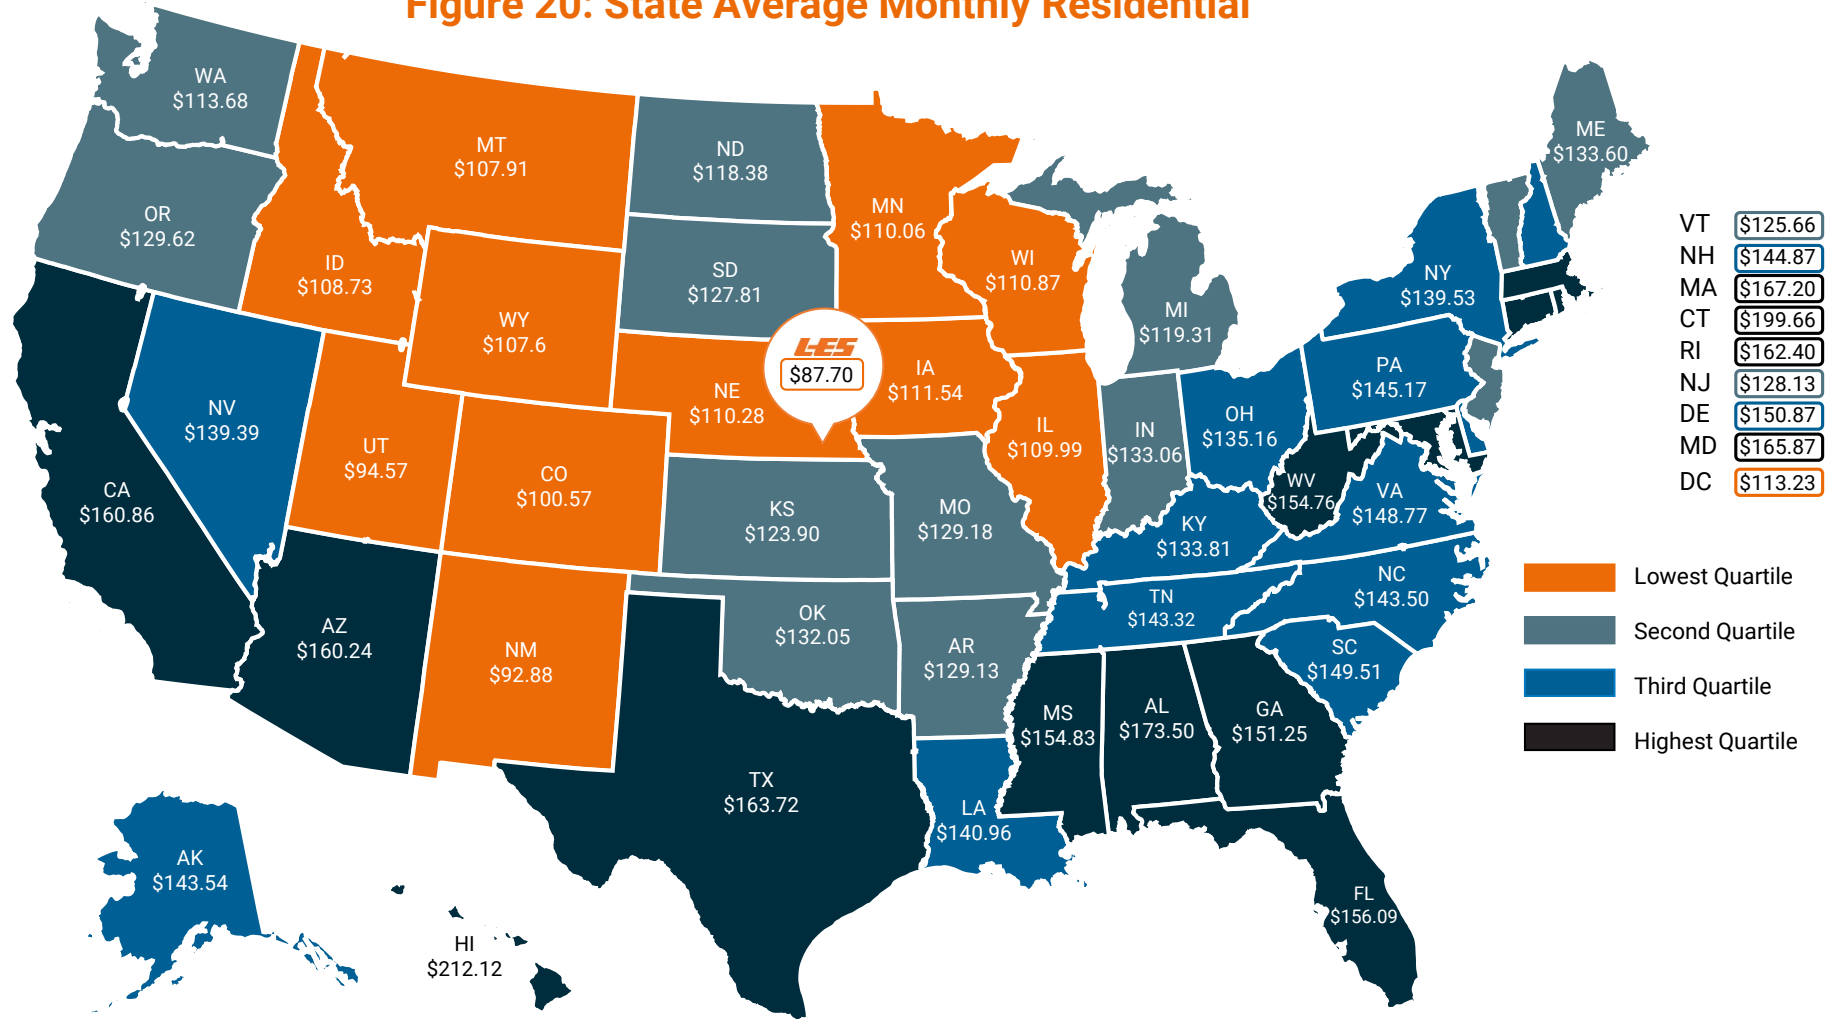 Figure 20: State Average Monthly Residential
WA
$113.68
OR
$129.62
CA
$160.86
NV
$139.39
ID
$108.73
MT
$107.91
WY
$107.6
UT
$94.57
CO
$100.57
AZ
$160.24
NM
$92.88
ND
$118.38
SD
$127.81
NE
$110.28
LES
$87.70
KS
$123.90
OK
$132.05
TX
$163.72
MN
$110.06
IA
$111.54
MO
$129.18
AR
$129.13
LA
$140.96
WI
$110.87
IL
$109.99
MI
$119.31
IN
$133.06
OH
$135.16
KY
$133.81
TN
$143.32
MS
$154.83
AL
$173.50
GA
$151.25
FL
$156.09
SC
$149.51
NC
$143.50
VA
$148.77
WV
$154.76
PA
$145.17
NY
$139.53
ME
$133.60
AK
$143.54
HI
$212.12
VT $125.66
NH $144.87
MA $167.20
CT $199.66
RI $162.40
NJ $128.13
DE $150.87
MD $165.87
DC $113.23
Lowest Quartile
Second Quartile
Third Quartile
Highest Quartile